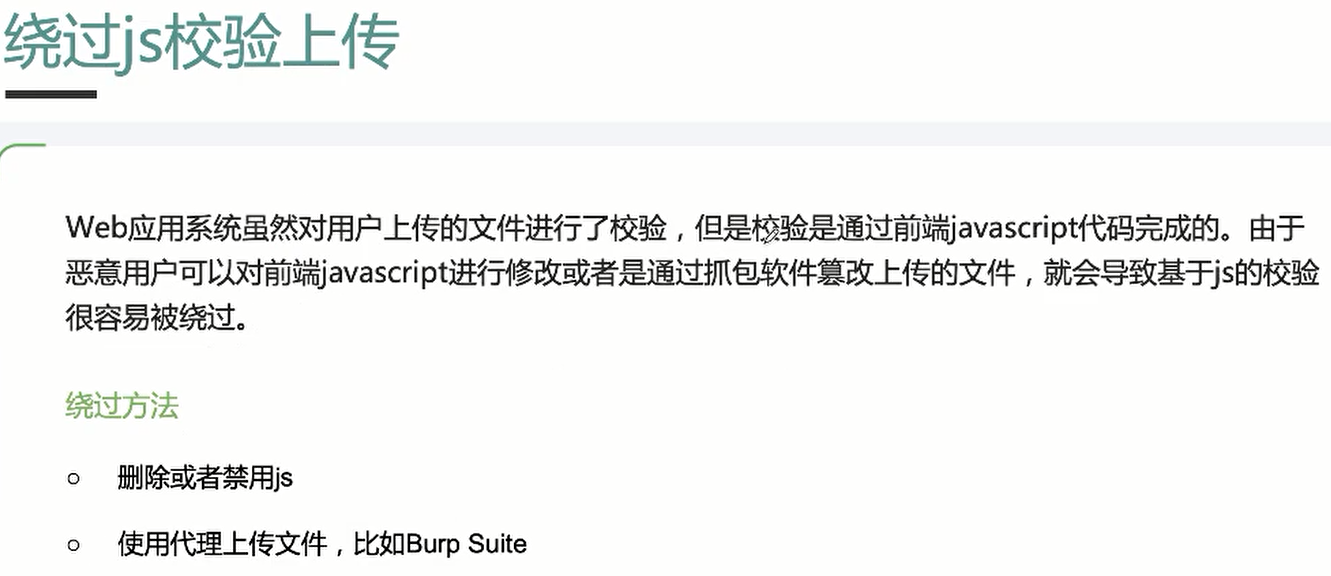 绕过js校验上传
Web应用系统虽然对用户上传的文件进行了校验，但是校验是通过前端javascript代码完成的。由于
恶意用户可以对前端javascript进行修改或者是通过抓包软件篡改上传的文件，就会导致基于js的校验
很容易被绕过。
绕过方法
○ 删除或者禁用js
○ 使用代理上传文件，比如Burp Suite